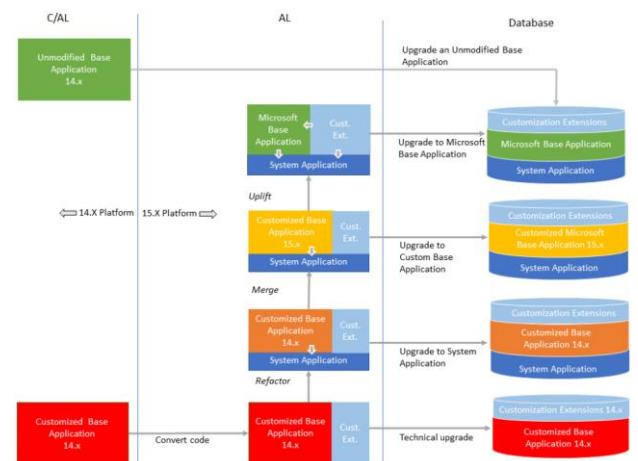 C/AL
AL
Database
Unmodified Base
Application
14.x
Upgrade an Unmodified Base
Application
Microsoft
Base
Application
Cust.
Ext.
System Application
Upgrade to Microsoft
Base Application
Customization Extensions
Microsoft Base Application
System Application
Uplift
14.X Platform
15.X Platform
Customized Base
Application
15.x
Cust.
Ext.
System Application
Upgrade to
Custom Base
Application
Customization Extensions
Customized Microsoft
Base Application 15.x
System Application
Merge
Customized Base
Application
14.x
Cust.
Ext.
System Application
Upgrade to System
Application
Customization Extensions
Customized Base
Application 14.x
System Application
Refactor
Customized Base
Application
14.x
Convert code
Customized Base
Application
14.x
Cust.
Ext.
Technical upgrade
Customization Extensions 14.x
Customized Base
Application 14.x